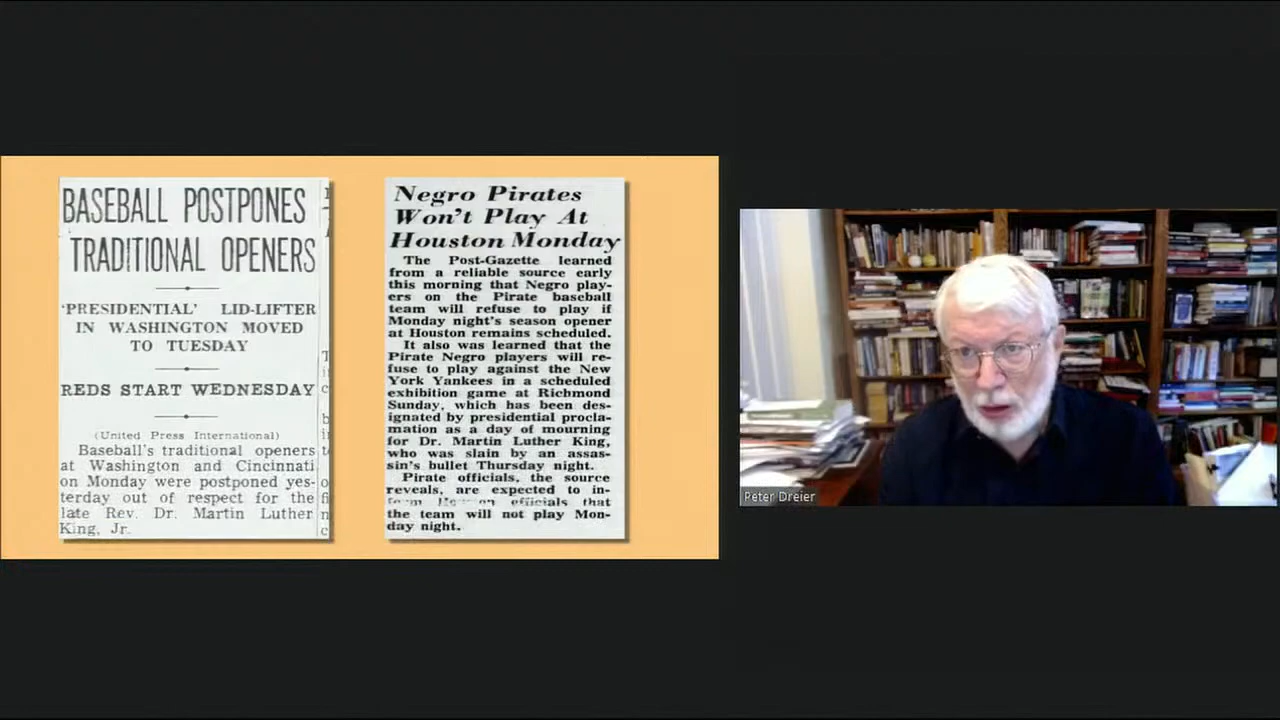 BASEBALL POSTPONES
TRADITIONAL OPENERS
'PRESIDENTIAL' LID-LIFTER
IN WASHINGTON MOVED
TO TUESDAY
REDS START WEDNESDAY
(United Press International)
Baseball's traditional openers
at Washington and Cincinnati
on Monday were postponed yes-
terday out of respect for the
late Rev. Dr. Martin Luther
King, Jr.
Negro Pirates
Won't Play At
Houston Monday
The Post-Gazette learned
from a reliable source early
this morning that Negro play-
ers on the Pirate baseball
team will refuse to play if
Monday night's season opener
at Houston remains scheduled.
It also was learned that the
Pirate Negro players will re-
fuse to play against the New
York Yankees in a scheduled
exhibition game at Richmond
Sunday, which has been des-
ignated by presidential procla-
mation as a day of mourning
for Dr. Martin Luther King,
who was slain by an assas-
sin's bullet Thursday night.
Pirate officials, the source
reveals, are expected to in-
officials that
the team will not play Mon-
day night.
Peter Dreier